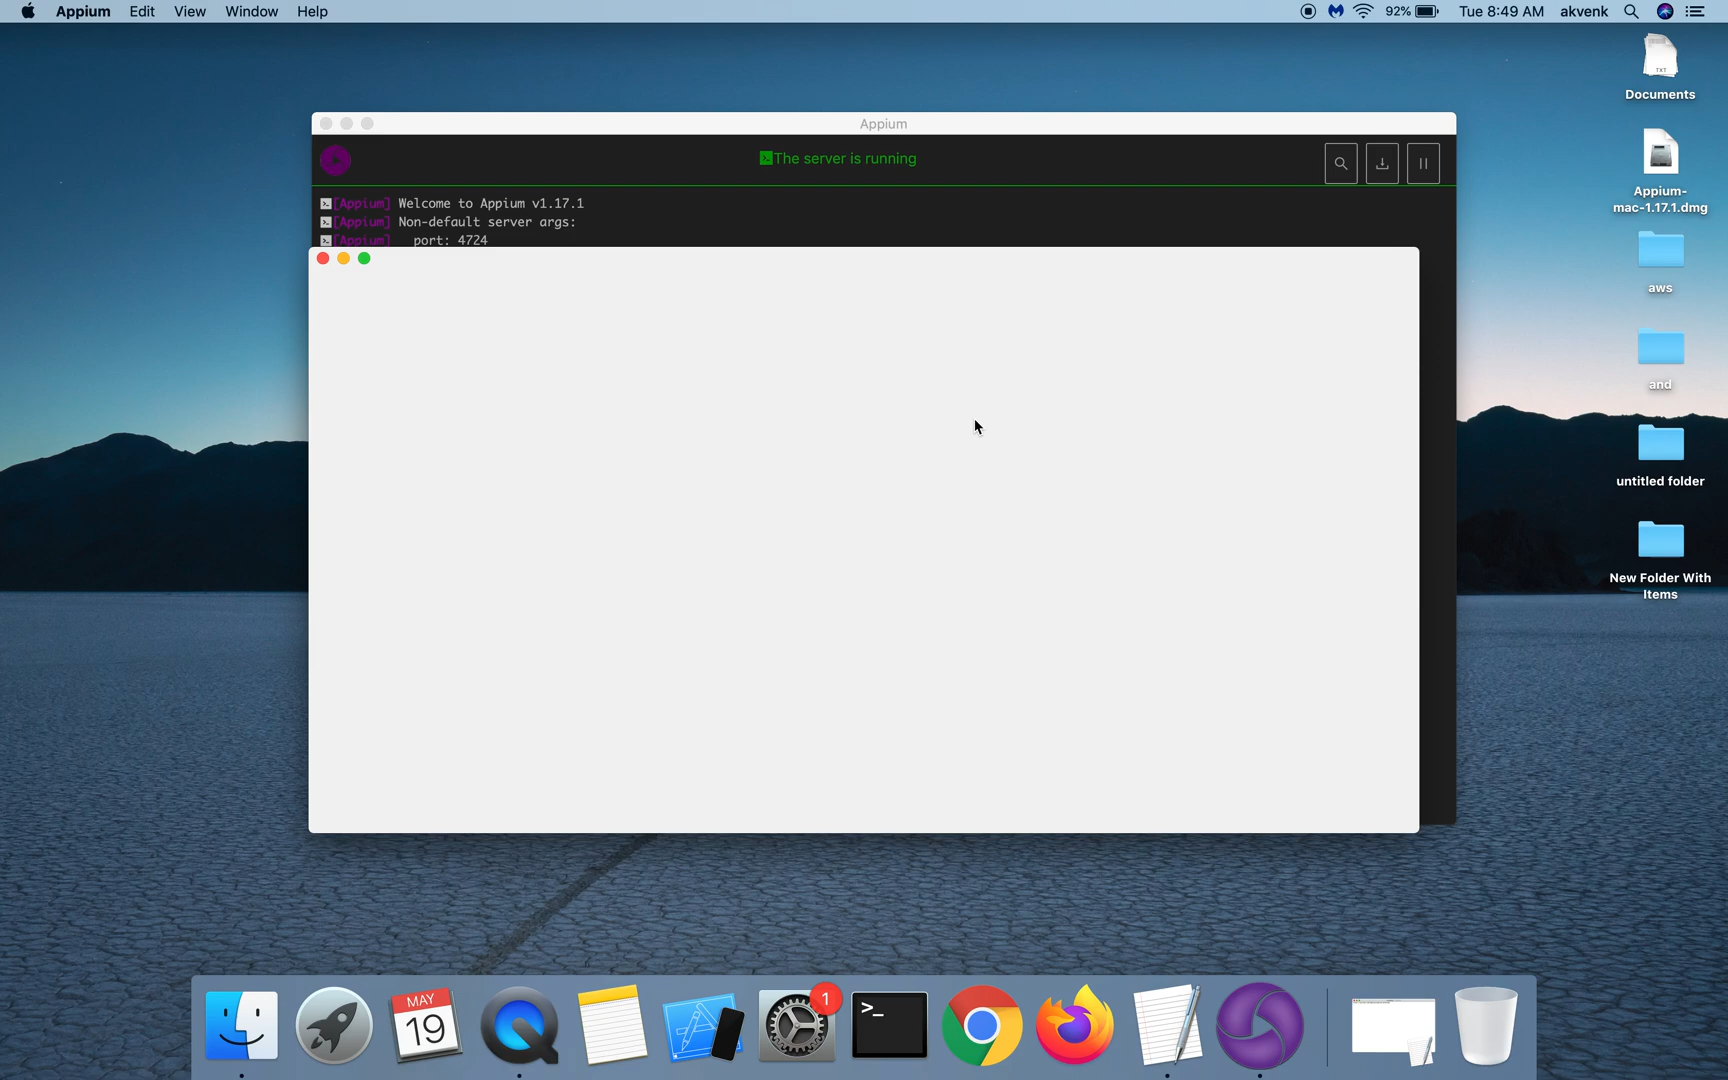 Appium Edit View Window Help
92% Tue 8:49 AM akvenk
TXT
Documents
Appium-
mac-1.17.1.dmg
aws
and
untitled folder
New Folder With
Items
Appium
The server is running
[Appium] Welcome to Appium v1.17.1
[Appium] Non-default server args:
[Appium] port: 4724
MAY
19
1
>_